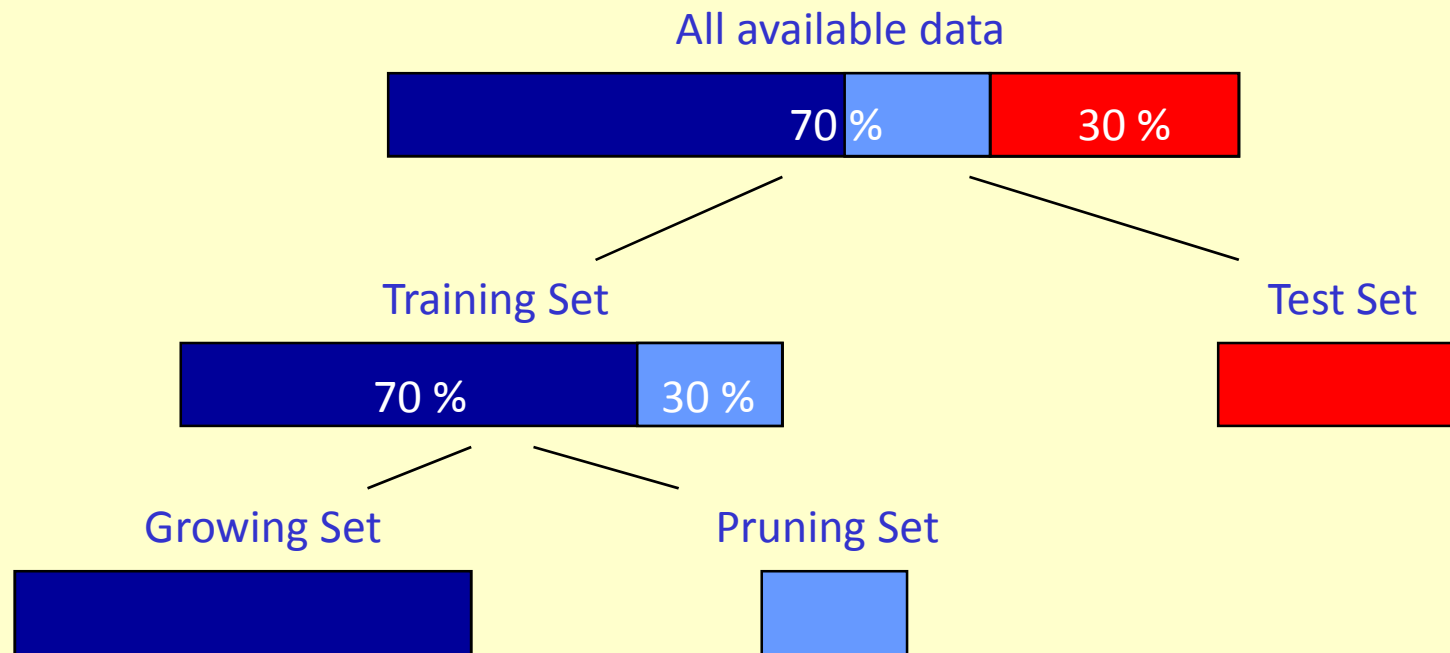 All available data
70 % 30 %
Training Set Test Set
70 % 30 %
Growing Set Pruning Set